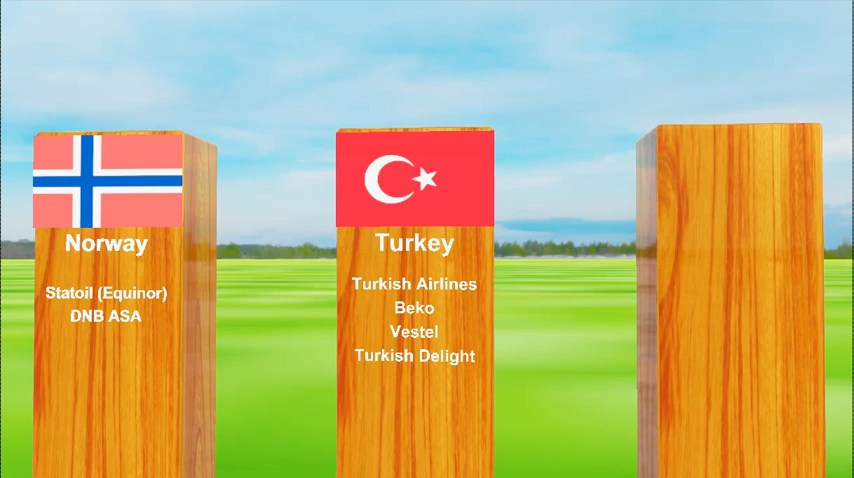 Norway
Statoil (Equinor)
DNB ASA
Turkey
Turkish Airlines
Beko
Vestel
Turkish Delight